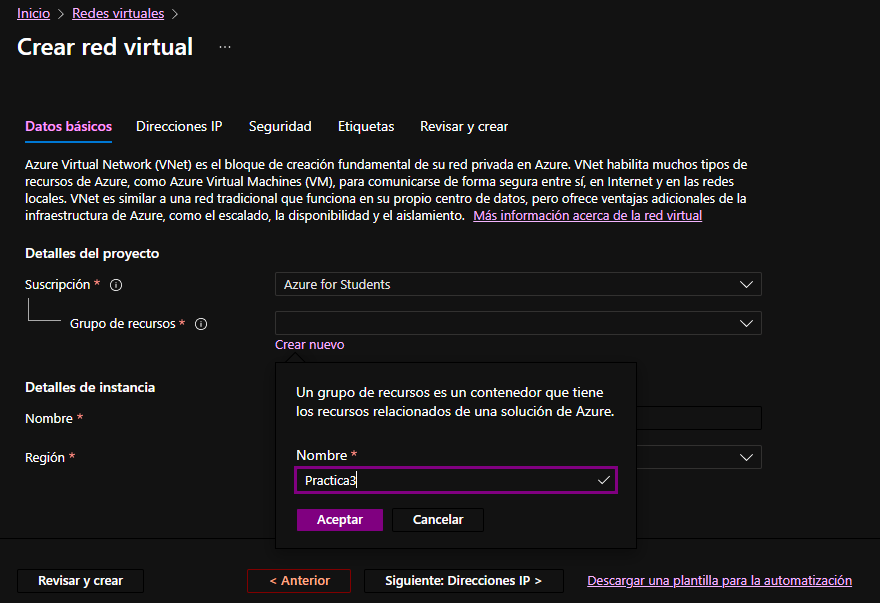 Inicio > Redes virtuales >
Crear red virtual ...
Datos básicos Direcciones IP Seguridad Etiquetas Revisar y crear
Azure Virtual Network (VNet) es el bloque de creación fundamental de su red privada en Azure. VNet habilita muchos tipos de
recursos de Azure, como Azure Virtual Machines (VM), para comunicarse de forma segura entre sí, en Internet y en las redes
locales. VNet es similar a una red tradicional que funciona en su propio centro de datos, pero ofrece ventajas adicionales de la
infraestructura de Azure, como el escalado, la disponibilidad y el aislamiento. Más información acerca de la red virtual
Detalles del proyecto
Suscripción * Azure for Students
Grupo de recursos *
Crear nuevo
Un grupo de recursos es un contenedor que tiene
los recursos relacionados de una solución de Azure.
Detalles de instancia
Nombre *
Región *
Nombre *
Practica3
Aceptar Cancelar
Revisar y crear < Anterior Siguiente: Direcciones IP > Descargar una plantilla para la automatización